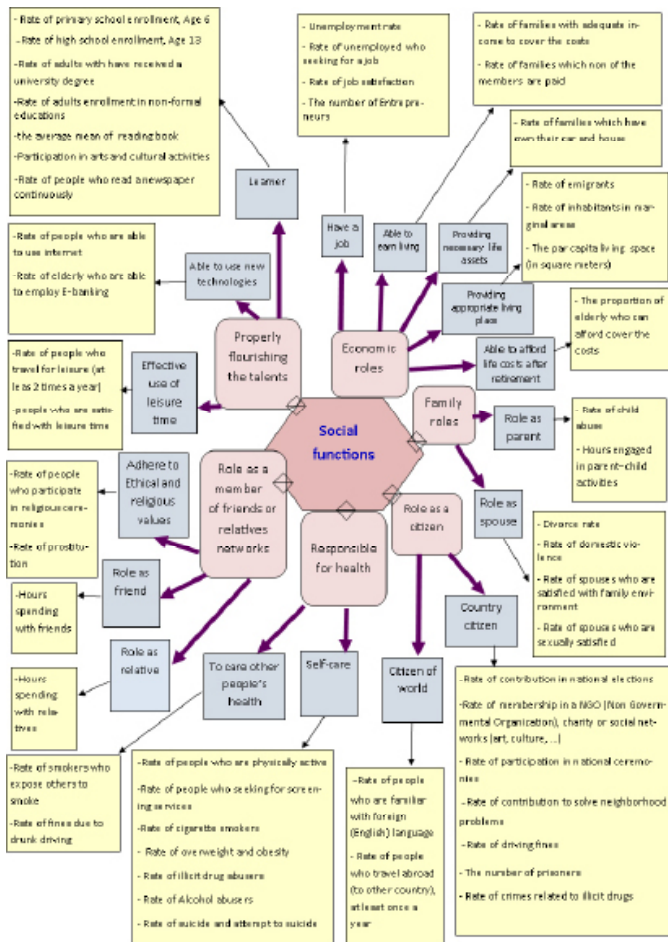 - Rate of primary school enrollment, Age 6
- Rate of high school enrollment, Age 13
- Rate of adults with have received a
university degree
- Rate of adults enrollment in non-formal
educations
- the average mean of reading book
- Participation in arts and cultural activities
- Rate of people who read a newspaper
continuously
- Unemployment rate
- Rate of unemployed who
seeking for a job
- Rate of job satisfaction
- The number of Entrepre-
neurs
- Rate of families with adequate in-
come to cover the costs
- Rate of families which non of the
members are paid
- Rate of families which have
own their car and house
- Rate of emigrants
- Rate of inhabitants in mar-
ginal areas
- The par capita living space
(in square meters)
- The proportion of
elderly who can
afford cover the
costs
Learner
Have a
job
Able to
earn living
Providing
necessary life
assets
Providing
appropriate living
place
Able to afford
life costs after
retirement
- Rate of people who are able
to use internet
- Rate of elderly who are able
to employ E-banking
Able to use new
technologies
Properly
flourishing
the talents
Economic
roles
- Rate of people who
travel for leisure (at
leas 2 times a year)
- people who are satis-
fied with leisure time
Effective
use of
leisure
time
Social
functions
Family
roles
Role as
parent
- Rate of child
abuse
- Hours engaged
in parent-child
activities
- Rate of people
who participate
in religious cere-
monies
- Rate of prostitu-
tion
Adhere to
Ethical and
religious
values
Role as a
member
of friends or
relatives
networks
Responsible
for health
Role as a
citizen
Role as
spouse
- Divorce rate
- Rate of domestic vio-
lence
- Rate of spouses who are
satisfied with family envi-
ronment
- Rate of spouses who are
sexually satisfied
- Hours
spending
with friends
Role as
friend
Country
citizen
- Hours
spending
with rela-
tives
Role as
relative
To care other
people's
health
Self-care
Citizen of
world
- Rate of smokers who
expose others to
smoke
- Rate of fines due to
drunk driving
- Rate of people who are physically active
- Rate of people who seeking for screen-
ing services
- Rate of cigarette smokers
- Rate of overweight and obesity
- Rate of illicit drug abusers
- Rate of Alcohol abusers
- Rate of suicide and attempt to suicide
- Rate of people
who are familiar
with foreign
(English) language
- Rate of people
who travel abroad
(to other country),
at least once a
year
- Rate of contribution in national elections
- Rate of membership in a NGO (Non Govern-
mental Organization), charity or social net-
works (art, culture, ...)
- Rate of participation in national ceremo-
nies
- Rate of contribution to solve neighborhood
problems
- Rate of driving fines
- The number of prisoners
- Rate of crimes related to illicit drugs